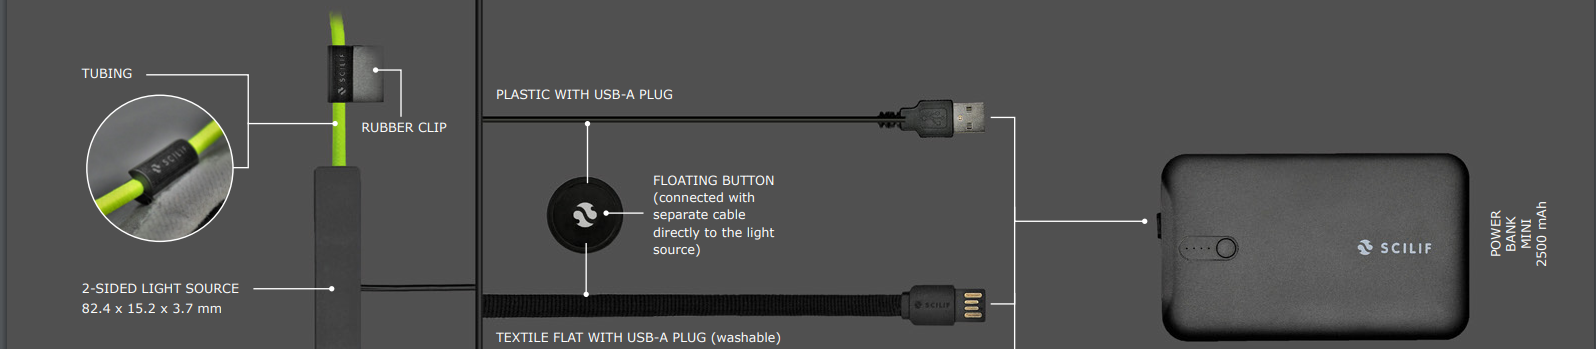 TUBING
SCILIF
RUBBER CLIP
SCILIF
2-SIDED LIGHT SOURCE
82.4 x 15.2 x 3.7 mm
PLASTIC WITH USB-A PLUG
FLOATING BUTTON
(connected with
separate cable
directly to the light
source)
SCILIF
TEXTILE FLAT WITH USB-A PLUG (washable)
SCILIF
POWER
BANK
MINI
2500 mAh